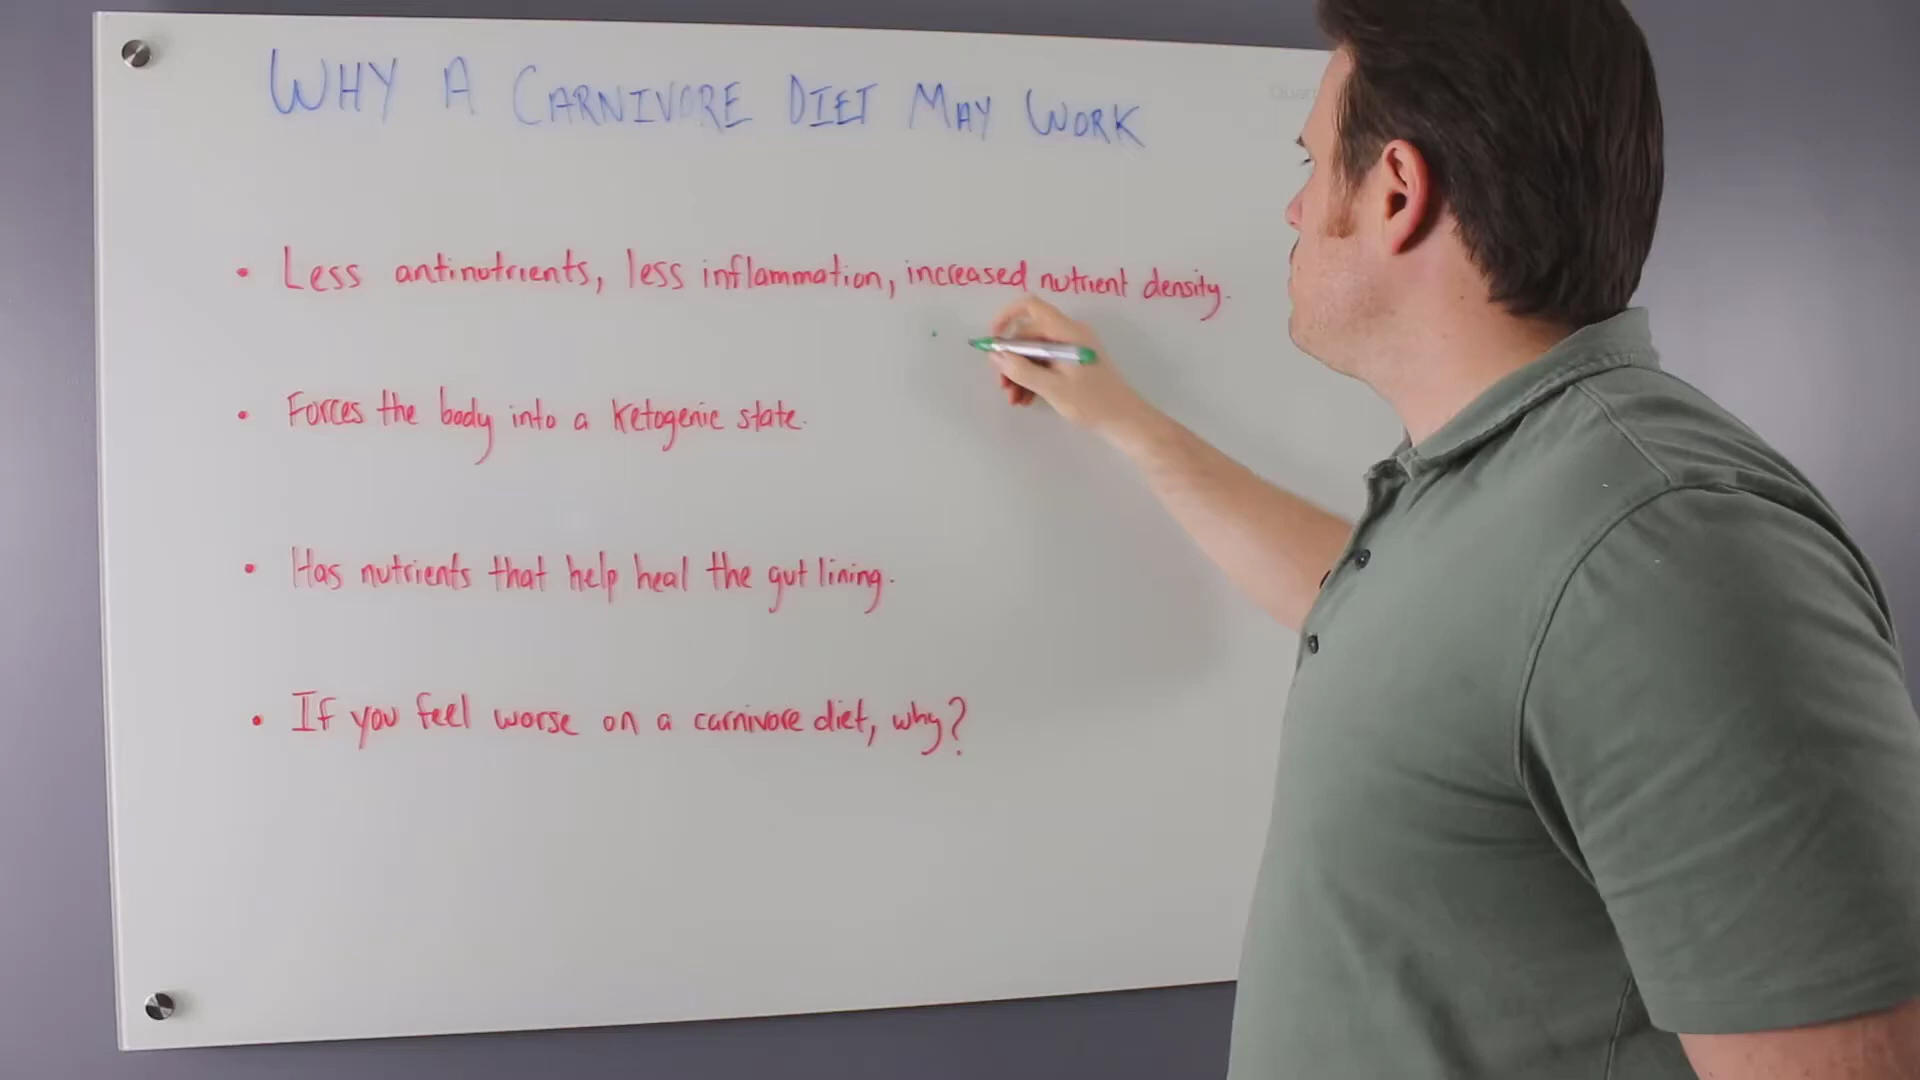 WHY A CARNIVORE DIET MAY WORK
• Less antinutrients, less inflammation, increased nutrient density.
• Forces the body into a ketogenic state.
• Has nutrients that help heal the gut lining.
• If you feel worse on a carnivore diet, why?